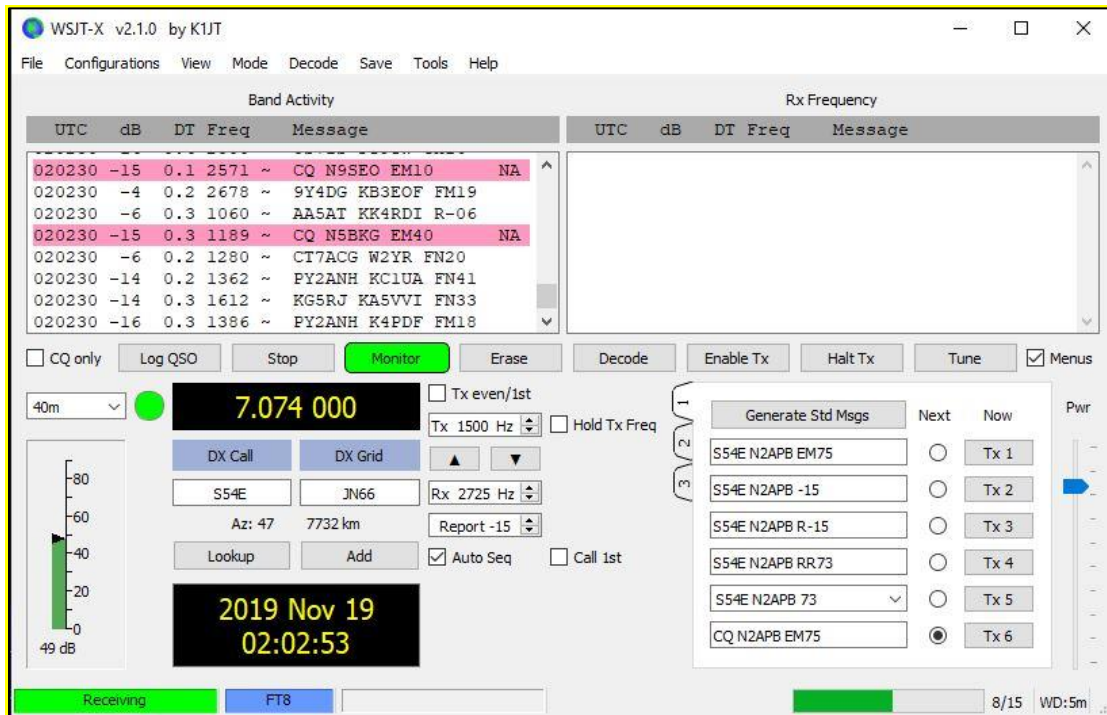 WSJT-X v2.1.0 by K1JT
File Configurations View Mode Decode Save Tools Help
Band Activity
UTC dB DT Freq Message
020230 -15 0.1 2571 ~ CQ N9SEO EM10 NA
020230 -4 0.2 2678 ~ 9Y4DG KB3EOF FM19
020230 -6 0.3 1060 ~ AA5AT KK4RDI R-06
020230 -15 0.3 1189 ~ CQ N5BKG EM40 NA
020230 -6 0.2 1280 ~ CT7ACG W2YR FN20
020230 -14 0.2 1362 ~ PY2ANH KC1UA FN41
020230 -14 0.3 1612 ~ KG5RJ KA5VVI FN33
020230 -16 0.3 1386 ~ PY2ANH K4PDF FM18
Rx Frequency
UTC dB DT Freq Message
CQ only Log QSO Stop Monitor Erase Decode Enable Tx Halt Tx Tune Menus
40m
7.074 000
DX Call DX Grid
S54E JN66
Az: 47 7732 km
Lookup Add
2019 Nov 19
02:02:53
-80
-60
-40
-20
-0
49 dB
Tx even/1st
Tx 1500 Hz Hold Tx Freq
▲ ▼
Rx 2725 Hz
Report -15
Auto Seq Call 1st
1
2
3
Generate Std Msgs Next Now
S54E N2APB EM75 Tx 1
S54E N2APB -15 Tx 2
S54E N2APB R-15 Tx 3
S54E N2APB RR73 Tx 4
S54E N2APB 73 Tx 5
CQ N2APB EM75 Tx 6
Pwr
Receiving FT8 8/15 WD:5m